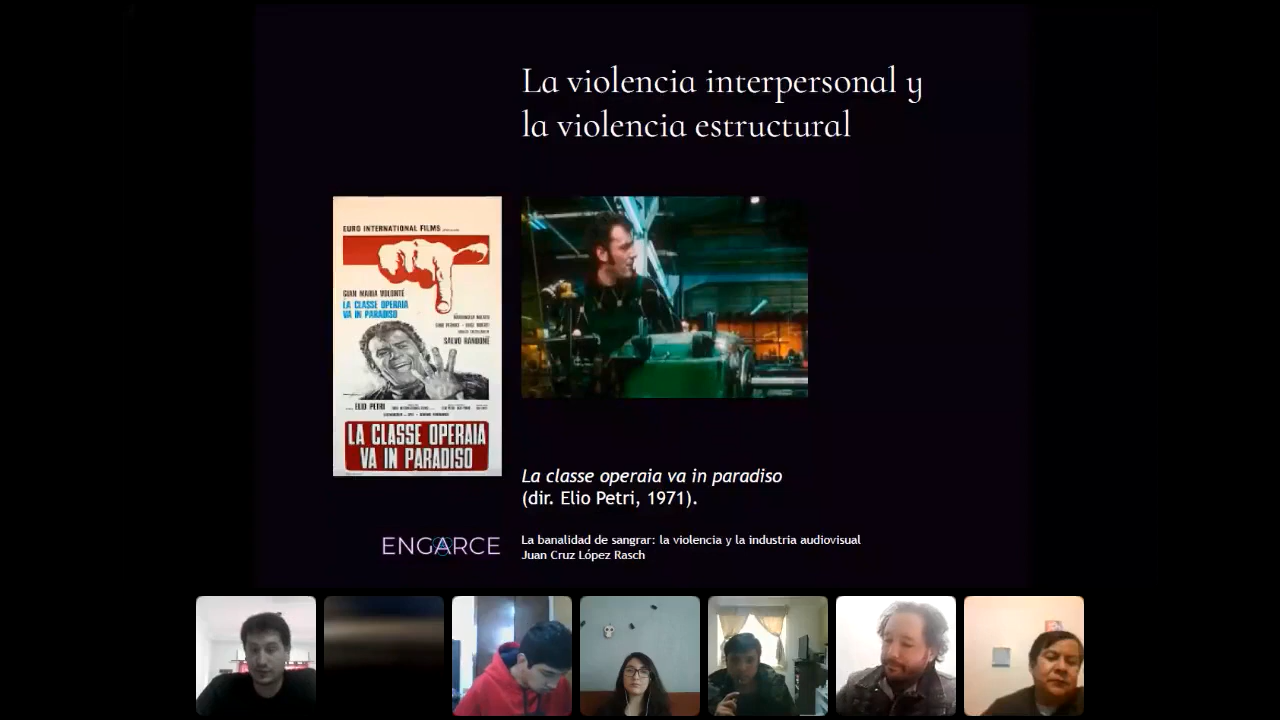 La violencia interpersonal y
la violencia estructural
EURO INTERNATIONAL FILMS
GIAN MARIA VOLONTÉ
LA CLASSE OPERAIA
VA IN PARADISO
SALVO RANDONE
ELIO PETRI
LA CLASSE OPERAIA
VA IN PARADISO
La classe operaia va in paradiso
(dir. Elio Petri, 1971).
ENGARCE
La banalidad de sangrar: la violencia y la industria audiovisual
Juan Cruz López Rasch